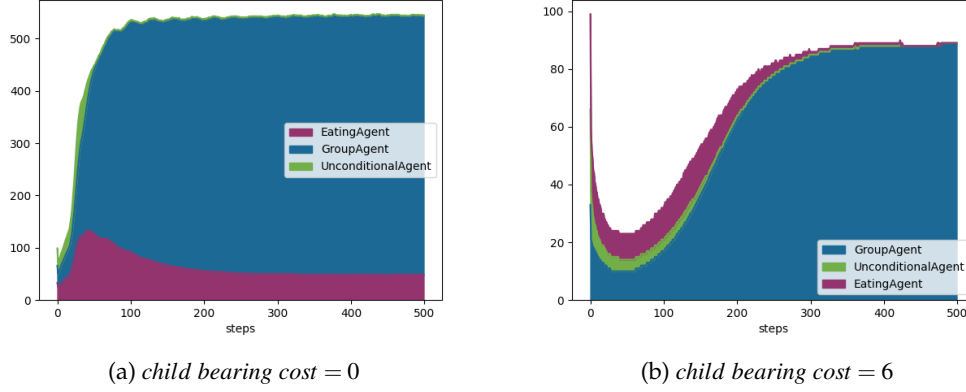 500
400
300
200
100
0
EatingAgent
GroupAgent
UnconditionalAgent
0 100 200 300 400 500
steps
100
80
60
40
20
0
GroupAgent
UnconditionalAgent
EatingAgent
0 100 200 300 400 500
steps
(a) child bearing cost = 0
(b) child bearing cost = 6